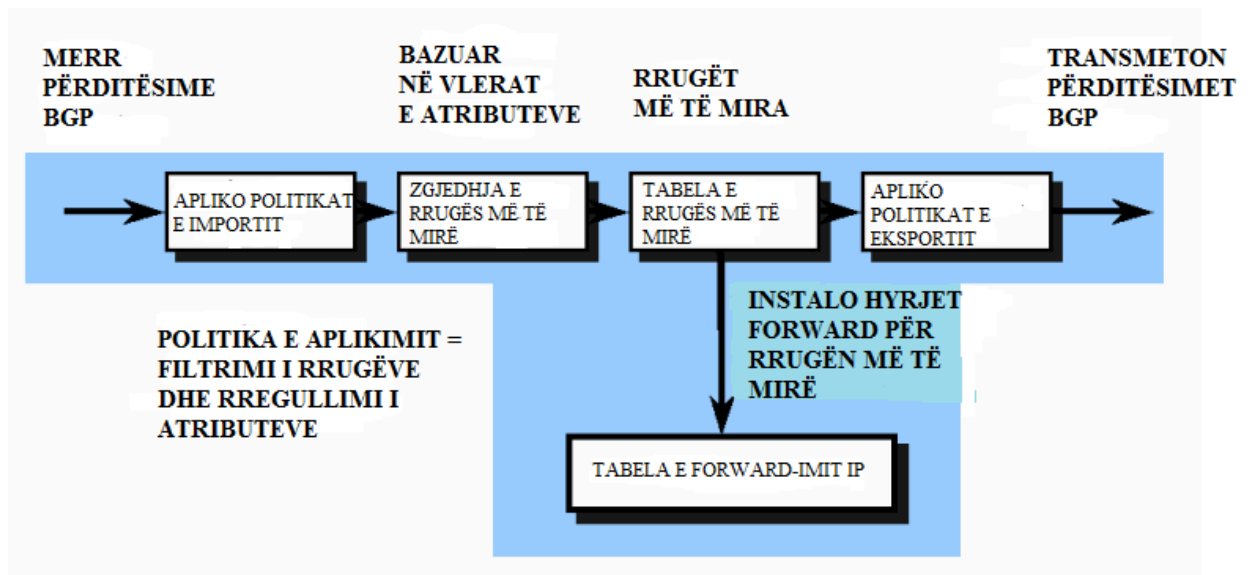 MERR
PËRDITËSIME
BGP
BAZUAR
NË VLERAT
E ATRIBUTEVE
RRUGËT
MË TË MIRA
TRANSMETON
PËRDITËSIMET
BGP
APLIKO POLITIKAT
E IMPORTIT
ZGJEDHJA E
RRUGËS MË TË
MIRË
TABELA E
RRUGËS MË TË
MIRË
APLIKO
POLITIKAT E
EKSPORTIT
POLITIKA E APLIKIMIT =
FILTRIMI I RRUGËVE
DHE RREGULLIMI I
ATRIBUTEVE
INSTALO HYRJET
FORWARD PËR
RRUGËN MË TË
MIRË
TABELA E FORWARD-IMIT IP